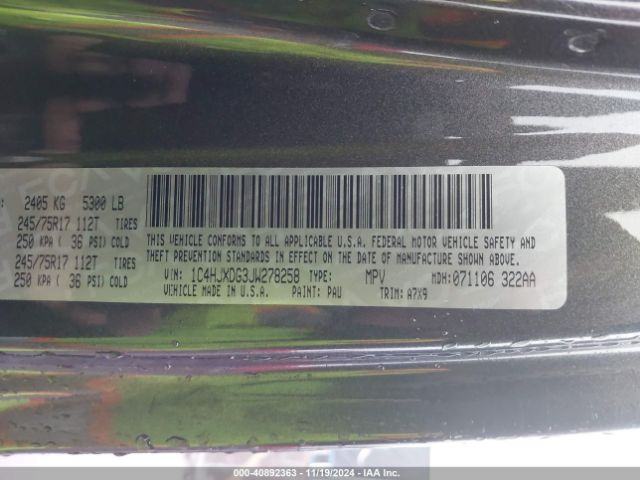 : 2405 KG 5300 LB
245/75R17 112T TIRES
250 KPA ( 36 PSI) COLD
245/75R17 112T TIRES
250 KPA ( 36 PSI) COLD
THIS VEHICLE CONFORMS TO ALL APPLICABLE U.S.A. FEDERAL MOTOR VEHICLE SAFETY AND
THEFT PREVENTION STANDARDS IN EFFECT ON THE DATE OF MANUFACTURE SHOWN ABOVE.
VIN: 1C4HJXDG3JW278258 TYPE: MPV MDH: 071106 322AA
VEHICLE MADE IN U.S.A. PAINT: PAU TRIM: A7X9
000-40892363 - 11/19/2024 - IAA Inc.